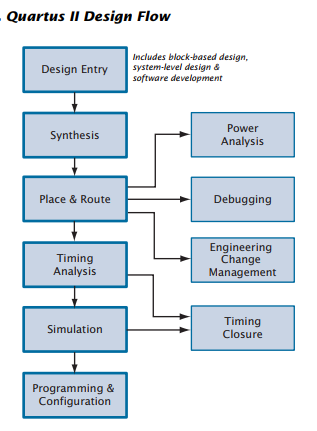 . Quartus II Design Flow
Design Entry
Includes block-based design,
system-level design &
software development
Synthesis
Power
Analysis
Place & Route
Debugging
Engineering
Change
Management
Timing
Analysis
Simulation
Timing
Closure
Programming &
Configuration